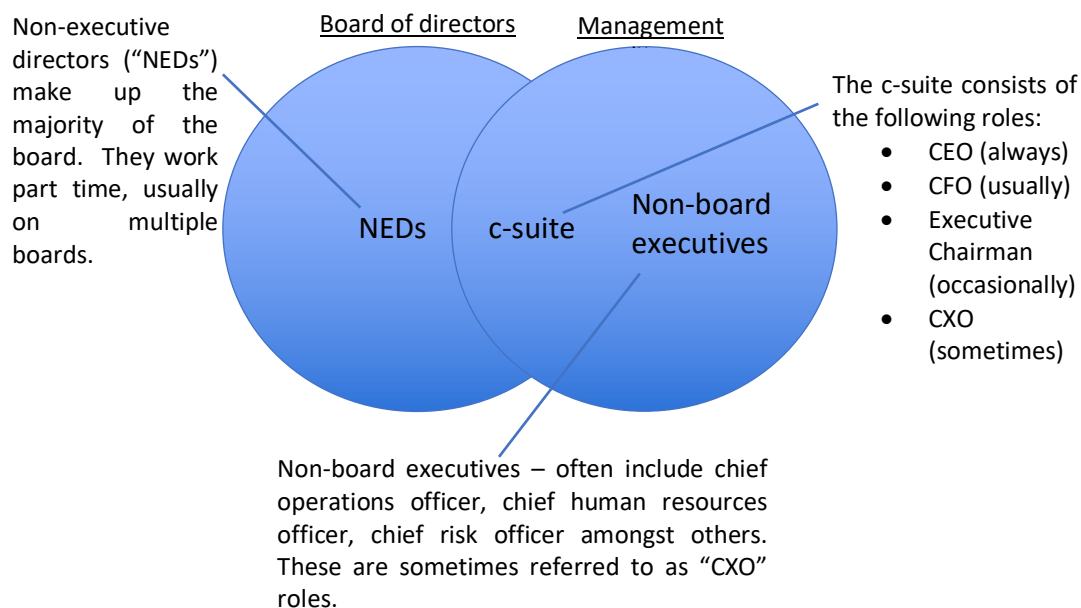 Board of directors
Management
Non-executive
directors (“NEDs”)
make up the
majority of the
board. They work
part time, usually
on multiple
boards.
NEDs
c-suite
Non-board
executives
The c-suite consists of
the following roles:
• CEO (always)
• CFO (usually)
• Executive
Chairman
(occasionally)
• CXO
(sometimes)
Non-board executives – often include chief
operations officer, chief human resources
officer, chief risk officer amongst others.
These are sometimes referred to as “CXO”
roles.